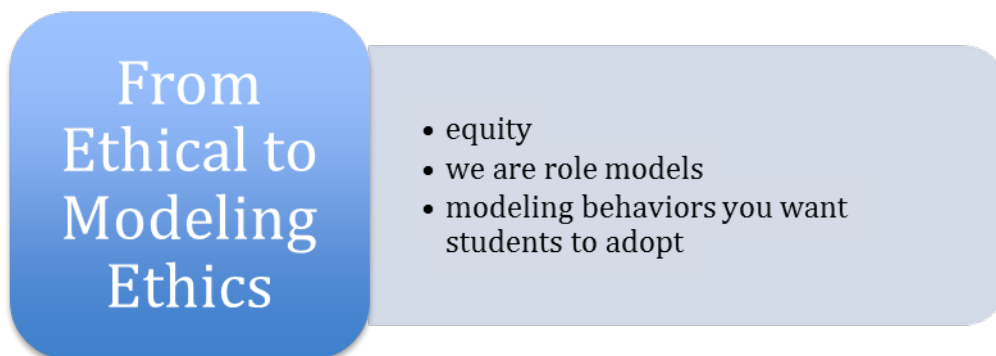 From
Ethical to
Modeling
Ethics
• equity
• we are role models
• modeling behaviors you want
students to adopt